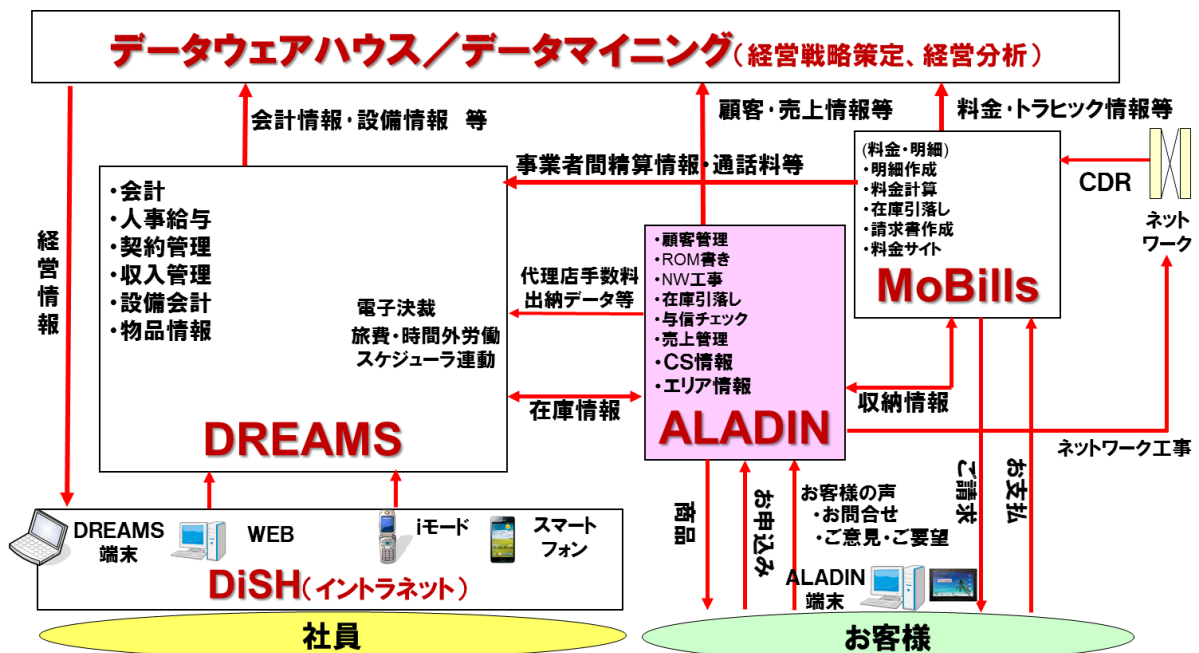 データウェアハウス／データマイニング(経営戦略策定、経営分析)
会計情報・設備情報 等
顧客・売上情報等
料金・トラヒック情報等
経営情報
・会計
・人事給与
・契約管理
・収入管理
・設備会計
・物品情報
電子決裁
旅費・時間外労働
スケジューラ連動
DREAMS
事業者間精算情報・通話料等
代理店手数料
出納データ等
在庫情報
・顧客管理
・ROM書き
・NW工事
・在庫引落し
・与信チェック
・売上管理
・CS情報
・エリア情報
ALADIN
(料金・明細)
・明細作成
・料金計算
・在庫引落し
・請求書作成
・料金サイト
MoBills
CDR
ネット
ワーク
収納情報
ネットワーク工事
商品
お申込み
お客様の声
・お問合せ
・ご意見・ご要望
ご請求
お支払
DREAMS
端末
WEB
iモード
スマート
フォン
DiSH(イントラネット)
ALADIN
端末
社員
お客様